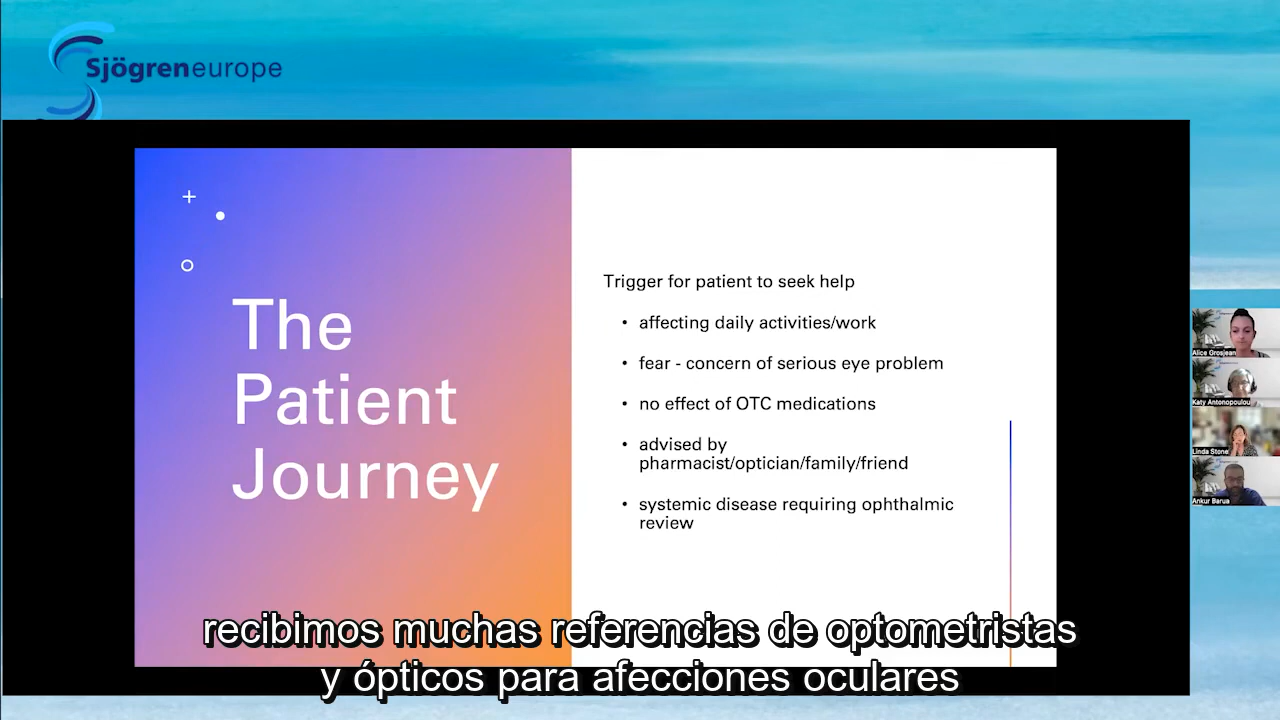 Sjögreneurope
The
Patient
Journey
Trigger for patient to seek help
• affecting daily activities/work
• fear - concern of serious eye problem
• no effect of OTC medications
• advised by
pharmacist/optician/family/friend
• systemic disease requiring ophthalmic
review
Alice Grosjean
Katy Antonopoulou
Linda Stone
Ankur Barua
recibimos muchas referencias de optometristas
y ópticos para afecciones oculares